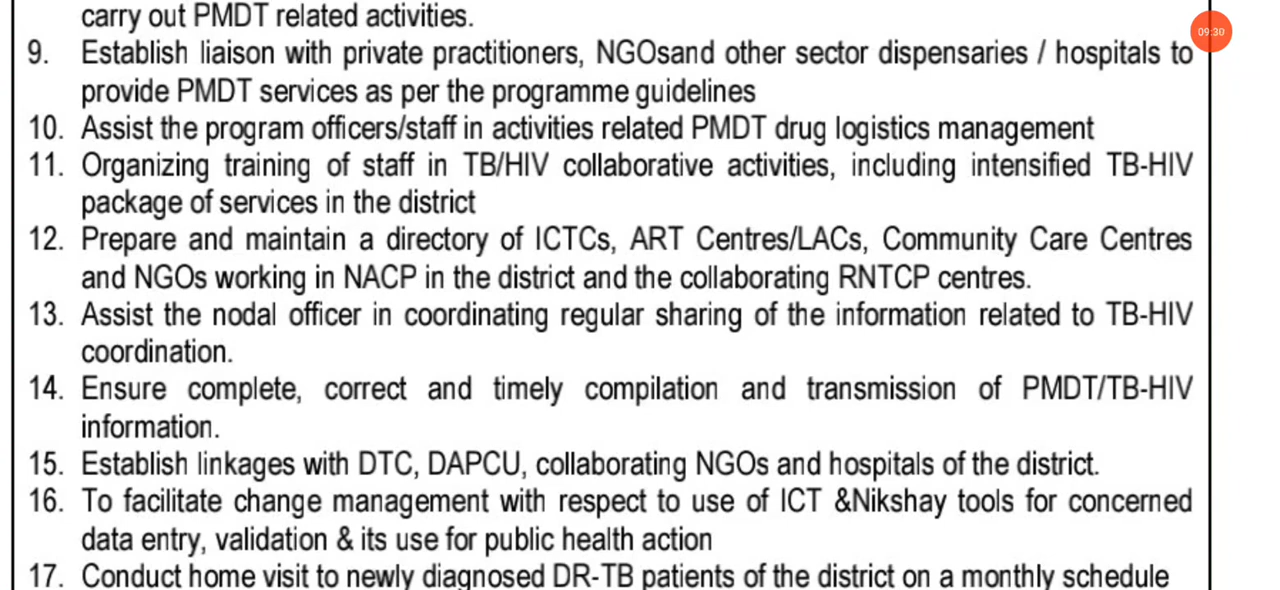 carry out PMDT related activities.
09:30
9. Establish liaison with private practitioners, NGOsand other sector dispensaries / hospitals to
provide PMDT services as per the programme guidelines
10. Assist the program officers/staff in activities related PMDT drug logistics management
11. Organizing training of staff in TB/HIV collaborative activities, including intensified TB-HIV
package of services in the district
12. Prepare and maintain a directory of ICTCs, ART Centres/LACs, Community Care Centres
and NGOs working in NACP in the district and the collaborating RNTCP centres.
13. Assist the nodal officer in coordinating regular sharing of the information related to TB-HIV
coordination.
14. Ensure complete, correct and timely compilation and transmission of PMDT/TB-HIV
information.
15. Establish linkages with DTC, DAPCU, collaborating NGOs and hospitals of the district.
16. To facilitate change management with respect to use of ICT &Nikshay tools for concerned
data entry, validation & its use for public health action
17. Conduct home visit to newly diagnosed DR-TB patients of the district on a monthly schedule